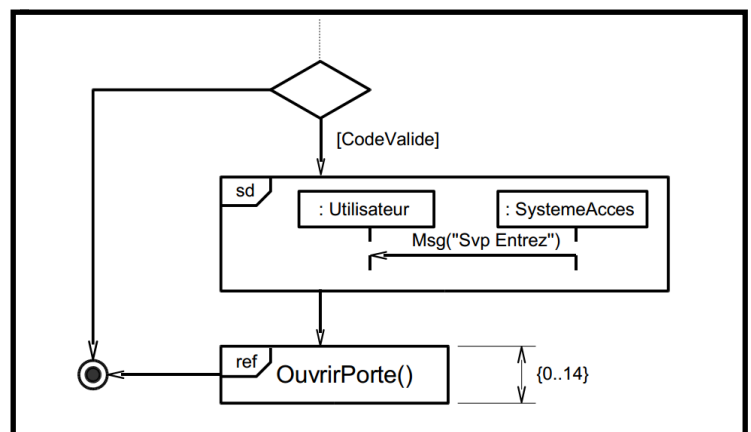 [CodeValide]
sd
: Utilisateur
: SystemeAcces
Msg("Svp Entrez")
ref
OuvrirPorte()
{0..14}